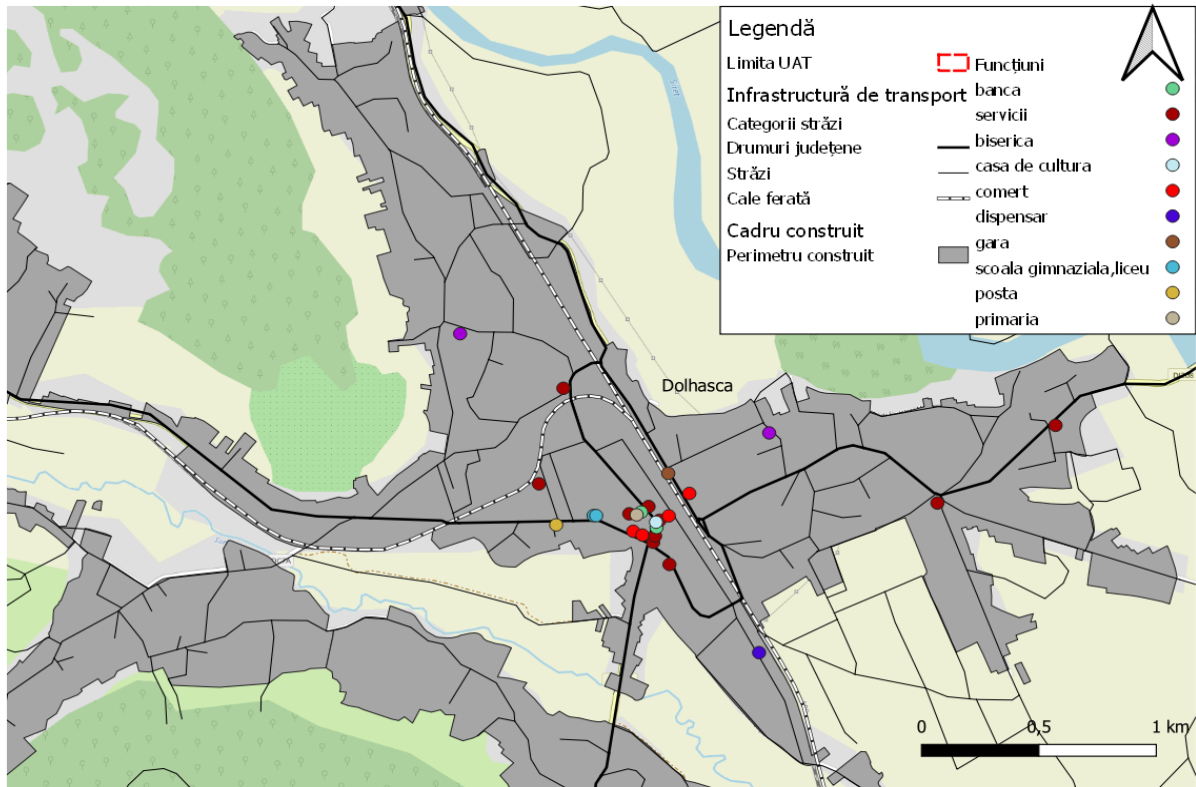 Legendă
Limita UAT
Infrastructură de transport
Categorii străzi
Drumuri județene
Străzi
Cale ferată
Cadru construit
Perimetru construit
Funcțiuni
banca
servicii
biserica
casa de cultura
comert
dispensar
gara
scoala gimnaziala,liceu
posta
primaria
Siret
Dolhasca
0 0,5 1 km